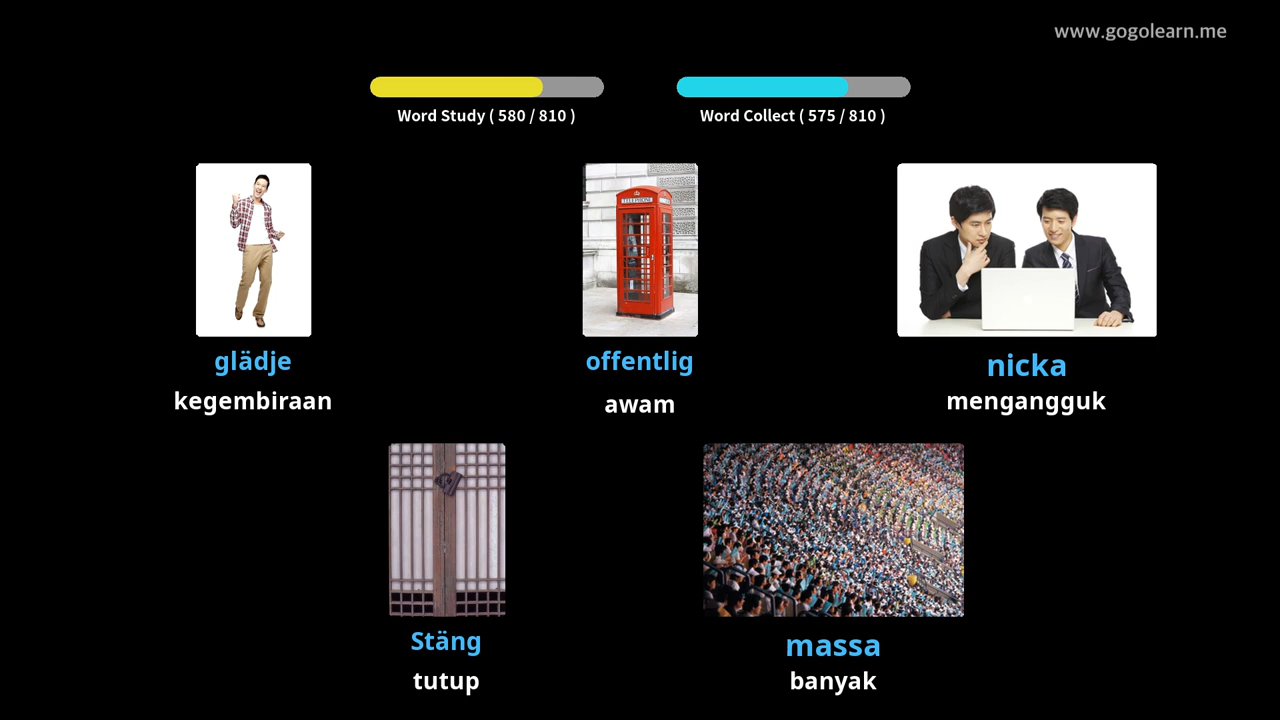 www.gogolearn.me
Word Study ( 580 / 810 )
Word Collect ( 575 / 810 )
TELEPHONE
glädje
kegembiraan
offentlig
awam
nicka
mengangguk
Stäng
tutup
massa
banyak